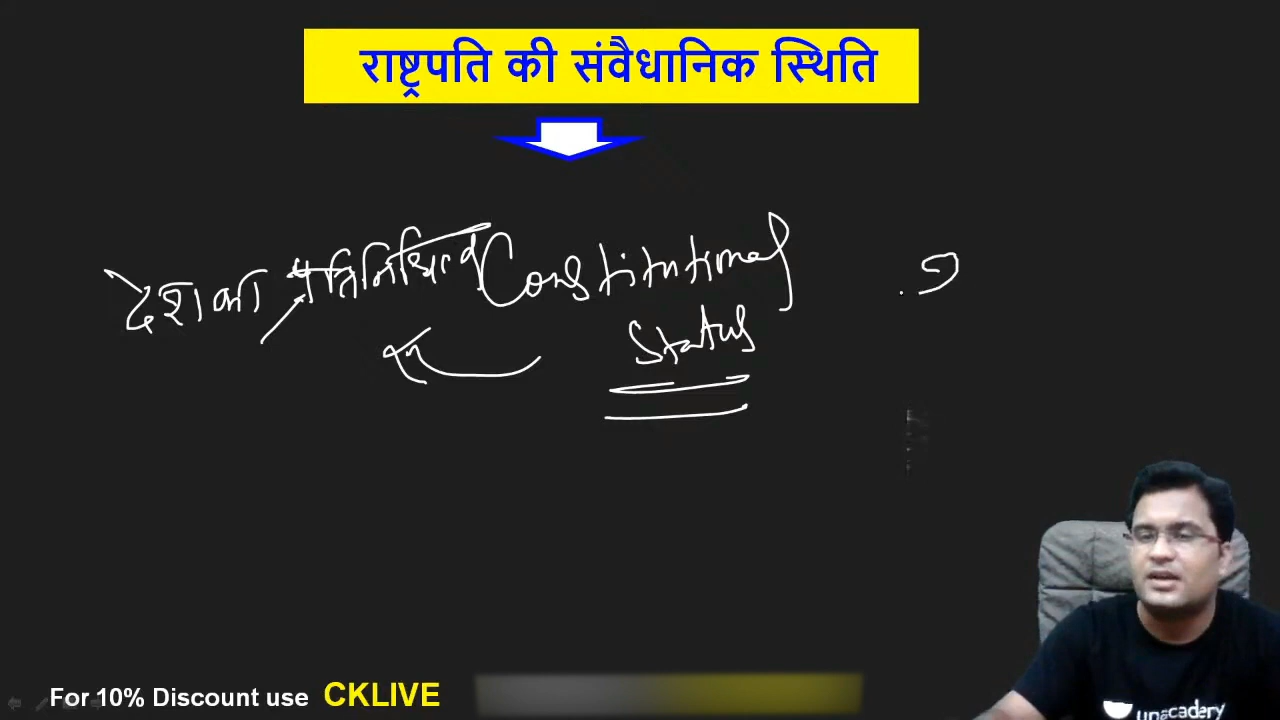 राष्ट्रपति की संवैधानिक स्थिति
देश का प्रतिनिधित्व Constitutional
Status
For 10% Discount use CKLIVE
unacademy